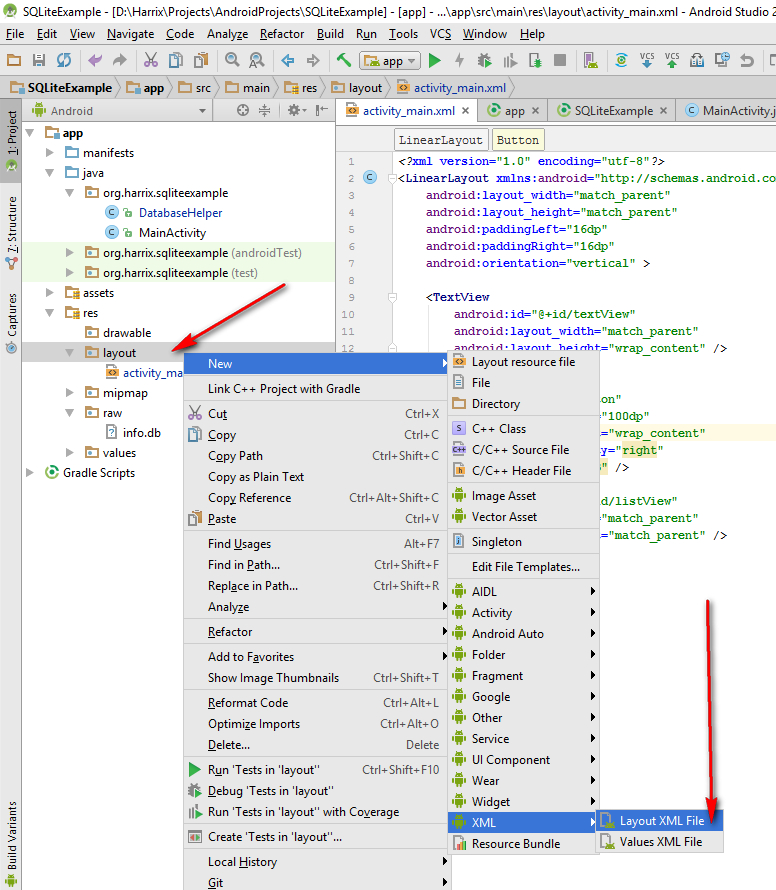 SQLiteExample - [D:\Harrix\Projects\AndroidProjects\SQLiteExample] - [app] - ...\app\src\main\res\layout\activity_main.xml - Android Studio 2
File Edit View Navigate Code Analyze Refactor Build Run Tools VCS Window Help
app
VCS VCS
SQLiteExample app src main res layout activity_main.xml
1: Project
7: Structure
Captures
Build Variants
Android
app
manifests
java
org.harrix.sqliteexample
DatabaseHelper
MainActivity
org.harrix.sqliteexample (androidTest)
org.harrix.sqliteexample (test)
assets
res
drawable
layout
activity_ma
mipmap
raw
info.db
values
Gradle Scripts
activity_main.xml app SQLiteExample MainActivity.j
LinearLayout Button
1 <?xml version="1.0" encoding="utf-8"?>
2 <LinearLayout xmlns:android="http://schemas.android.co
3 android:layout_width="match_parent"
4 android:layout_height="match_parent"
5 android:paddingLeft="16dp"
6 android:paddingRight="16dp"
7 android:orientation="vertical" >
8
9 <TextView
10 android:id="@+id/textView"
11 android:layout_width="match_parent"
12 android:layout_height="wrap_content" />
on"
"100dp"
="wrap_content"
y="right"
" />
id/listView"
"match_parent"
="match_parent" />
New
Link C++ Project with Gradle
Cut Ctrl+X
Copy Ctrl+C
Copy Path Ctrl+Shift+C
Copy as Plain Text
Copy Reference Ctrl+Alt+Shift+C
Paste Ctrl+V
Find Usages Alt+F7
Find in Path... Ctrl+Shift+F
Replace in Path... Ctrl+Shift+R
Analyze
Refactor
Add to Favorites
Show Image Thumbnails Ctrl+Shift+T
Reformat Code Ctrl+Alt+L
Optimize Imports Ctrl+Alt+O
Delete... Delete
Run 'Tests in 'layout'' Ctrl+Shift+F10
Debug 'Tests in 'layout''
Run 'Tests in 'layout'' with Coverage
Create 'Tests in 'layout''...
Local History
Git
Layout resource file
File
Directory
C++ Class
C/C++ Source File
C/C++ Header File
Image Asset
Vector Asset
Singleton
Edit File Templates...
AIDL
Activity
Android Auto
Folder
Fragment
Google
Other
Service
UI Component
Wear
Widget
XML
Resource Bundle
Layout XML File
Values XML File